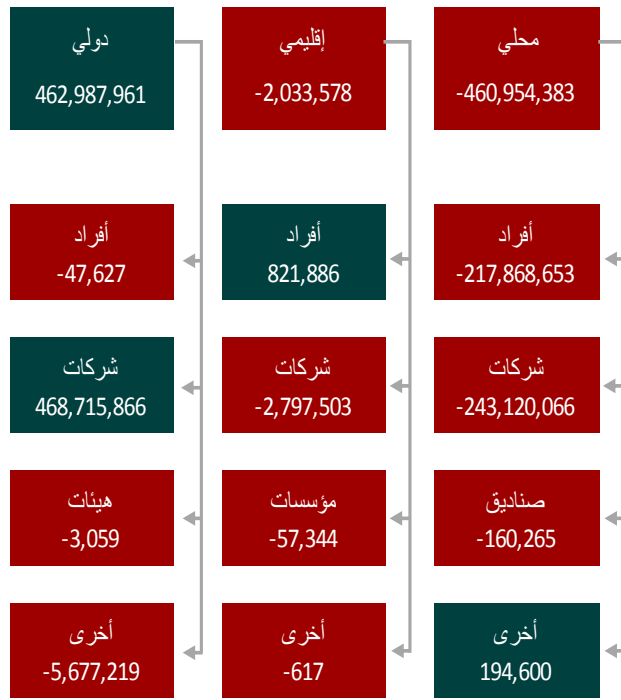 محلي
-460,954,383
إقليمي
-2,033,578
دولي
462,987,961
أفراد
-217,868,653
أفراد
821,886
أفراد
-47,627
شركات
-243,120,066
شركات
-2,797,503
شركات
468,715,866
صناديق
-160,265
مؤسسات
-57,344
هيئات
-3,059
أخرى
194,600
أخرى
-617
أخرى
-5,677,219